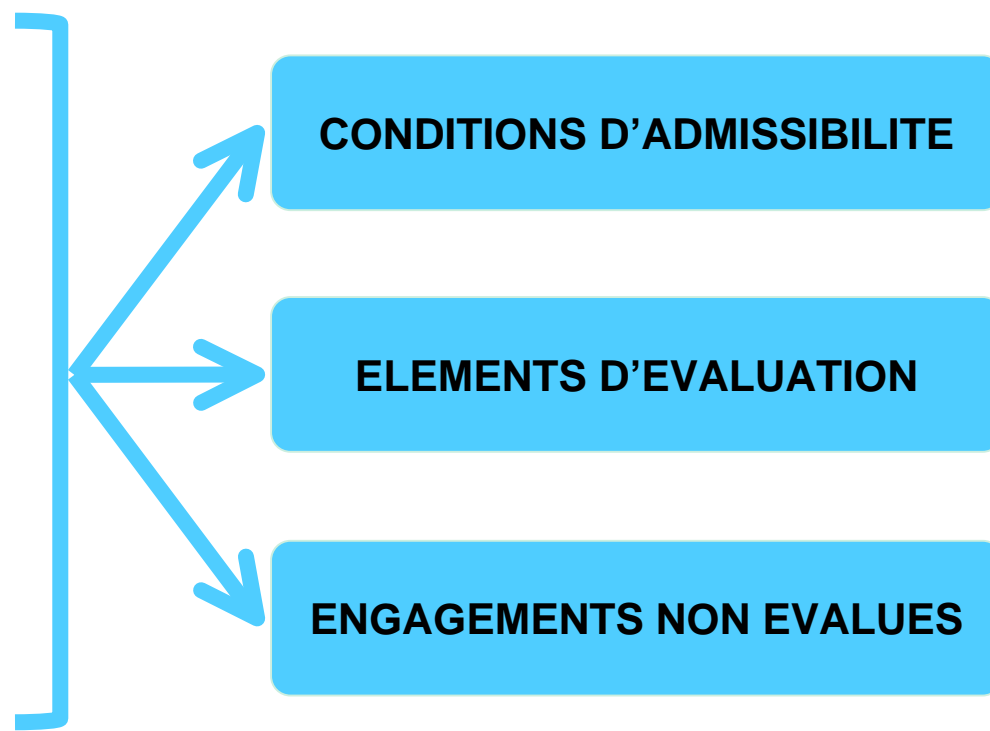 CONDITIONS D’ADMISSIBILITE
ELEMENTS D’EVALUATION
ENGAGEMENTS NON EVALUES